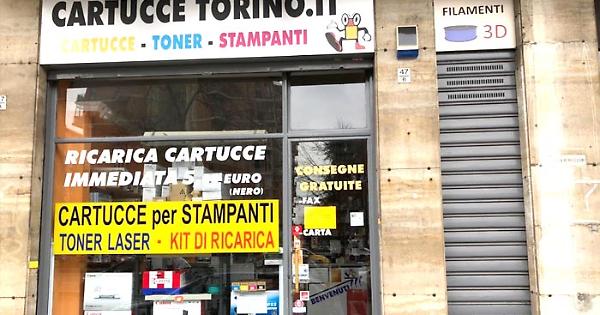 CARTUCCE TORINO.IT
CARTUCCE - TONER - STAMPANTI
FILAMENTI
3D
47
RICARICA CARTUCCE
IMMEDIATA 5 EURO
(NERO)
CONSEGNE
GRATUITE
FAX
CARTA
CARTUCCE per STAMPANTI
TONER LASER - KIT DI RICARICA
BENVENUTI